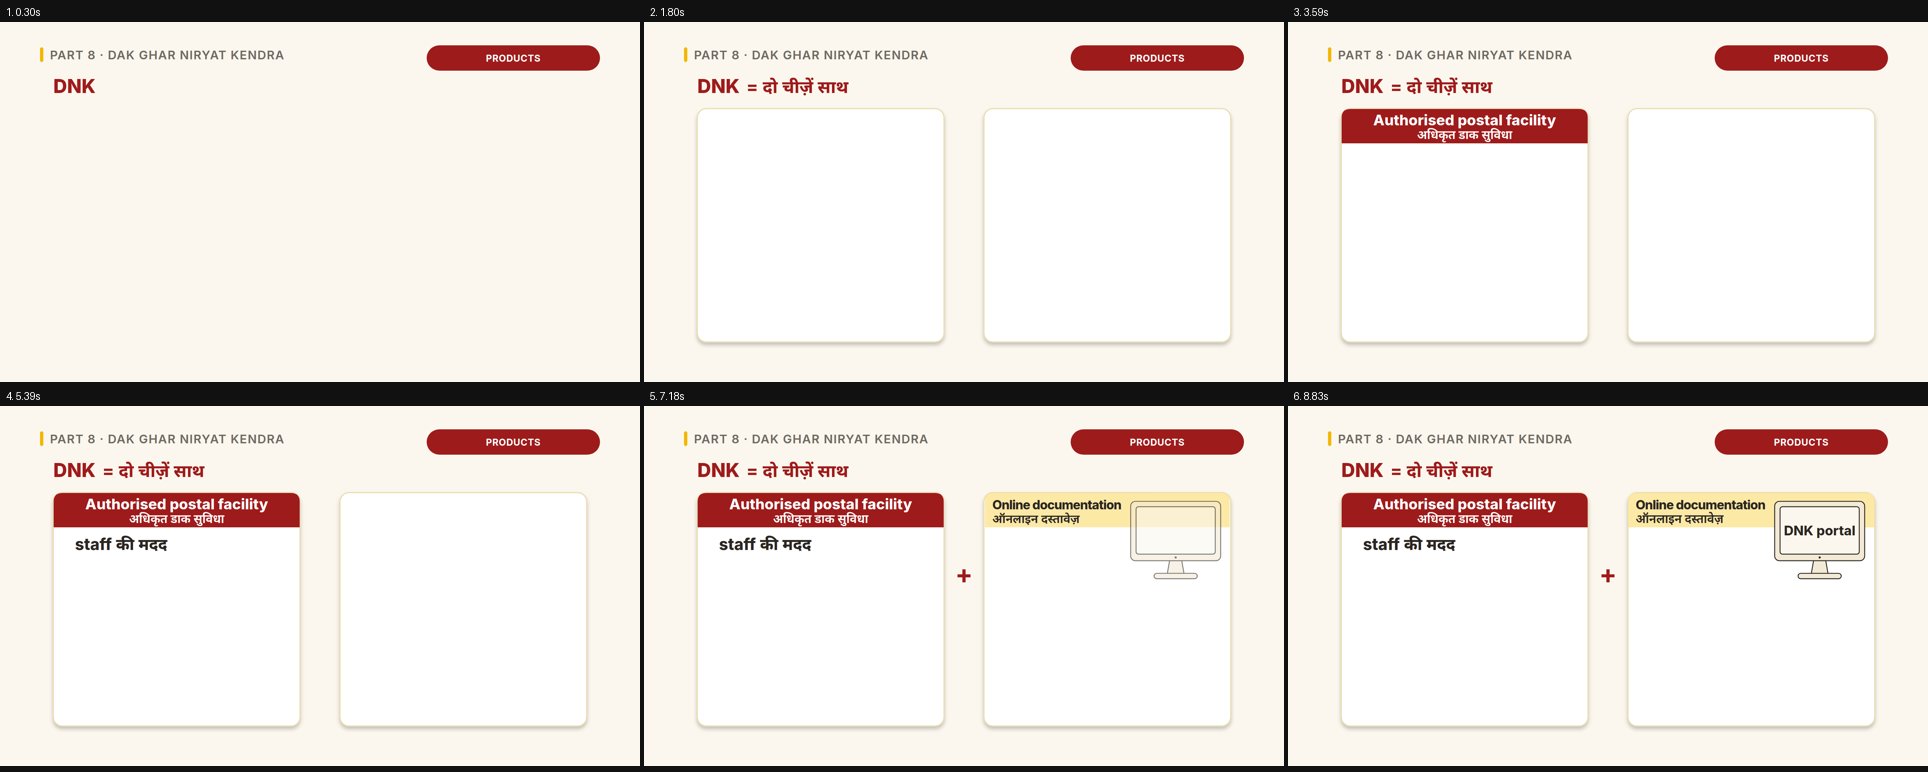 1. 0.30s
PART 8 · DAK GHAR NIRYAT KENDRA
PRODUCTS
DNK
2. 1.80s
PART 8 · DAK GHAR NIRYAT KENDRA
PRODUCTS
DNK = दो चीज़ें साथ
3. 3.59s
PART 8 · DAK GHAR NIRYAT KENDRA
PRODUCTS
DNK = दो चीज़ें साथ
Authorised postal facility
अधिकृत डाक सुविधा
4. 5.39s
PART 8 · DAK GHAR NIRYAT KENDRA
PRODUCTS
DNK = दो चीज़ें साथ
Authorised postal facility
अधिकृत डाक सुविधा
staff की मदद
5. 7.18s
PART 8 · DAK GHAR NIRYAT KENDRA
PRODUCTS
DNK = दो चीज़ें साथ
Authorised postal facility
अधिकृत डाक सुविधा
staff की मदद
+
Online documentation
ऑनलाइन दस्तावेज़
6. 8.83s
PART 8 · DAK GHAR NIRYAT KENDRA
PRODUCTS
DNK = दो चीज़ें साथ
Authorised postal facility
अधिकृत डाक सुविधा
staff की मदद
+
Online documentation
ऑनलाइन दस्तावेज़
DNK portal